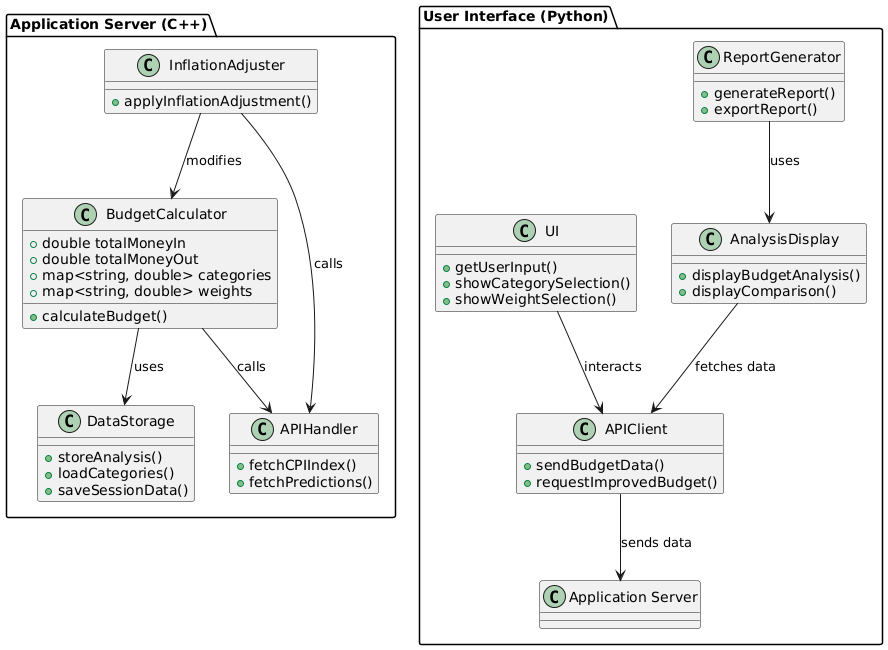 Application Server (C++)
C InflationAdjuster
applyInflationAdjustment()
modifies
calls
C BudgetCalculator
double totalMoneyIn
double totalMoneyOut
map<string, double> categories
map<string, double> weights
calculateBudget()
uses
calls
C DataStorage
storeAnalysis()
loadCategories()
saveSessionData()
C APIHandler
fetchCPIIndex()
fetchPredictions()
User Interface (Python)
C ReportGenerator
generateReport()
exportReport()
uses
C UI
getUserInput()
showCategorySelection()
showWeightSelection()
C AnalysisDisplay
displayBudgetAnalysis()
displayComparison()
interacts
fetches data
C APIClient
sendBudgetData()
requestImprovedBudget()
sends data
C Application Server